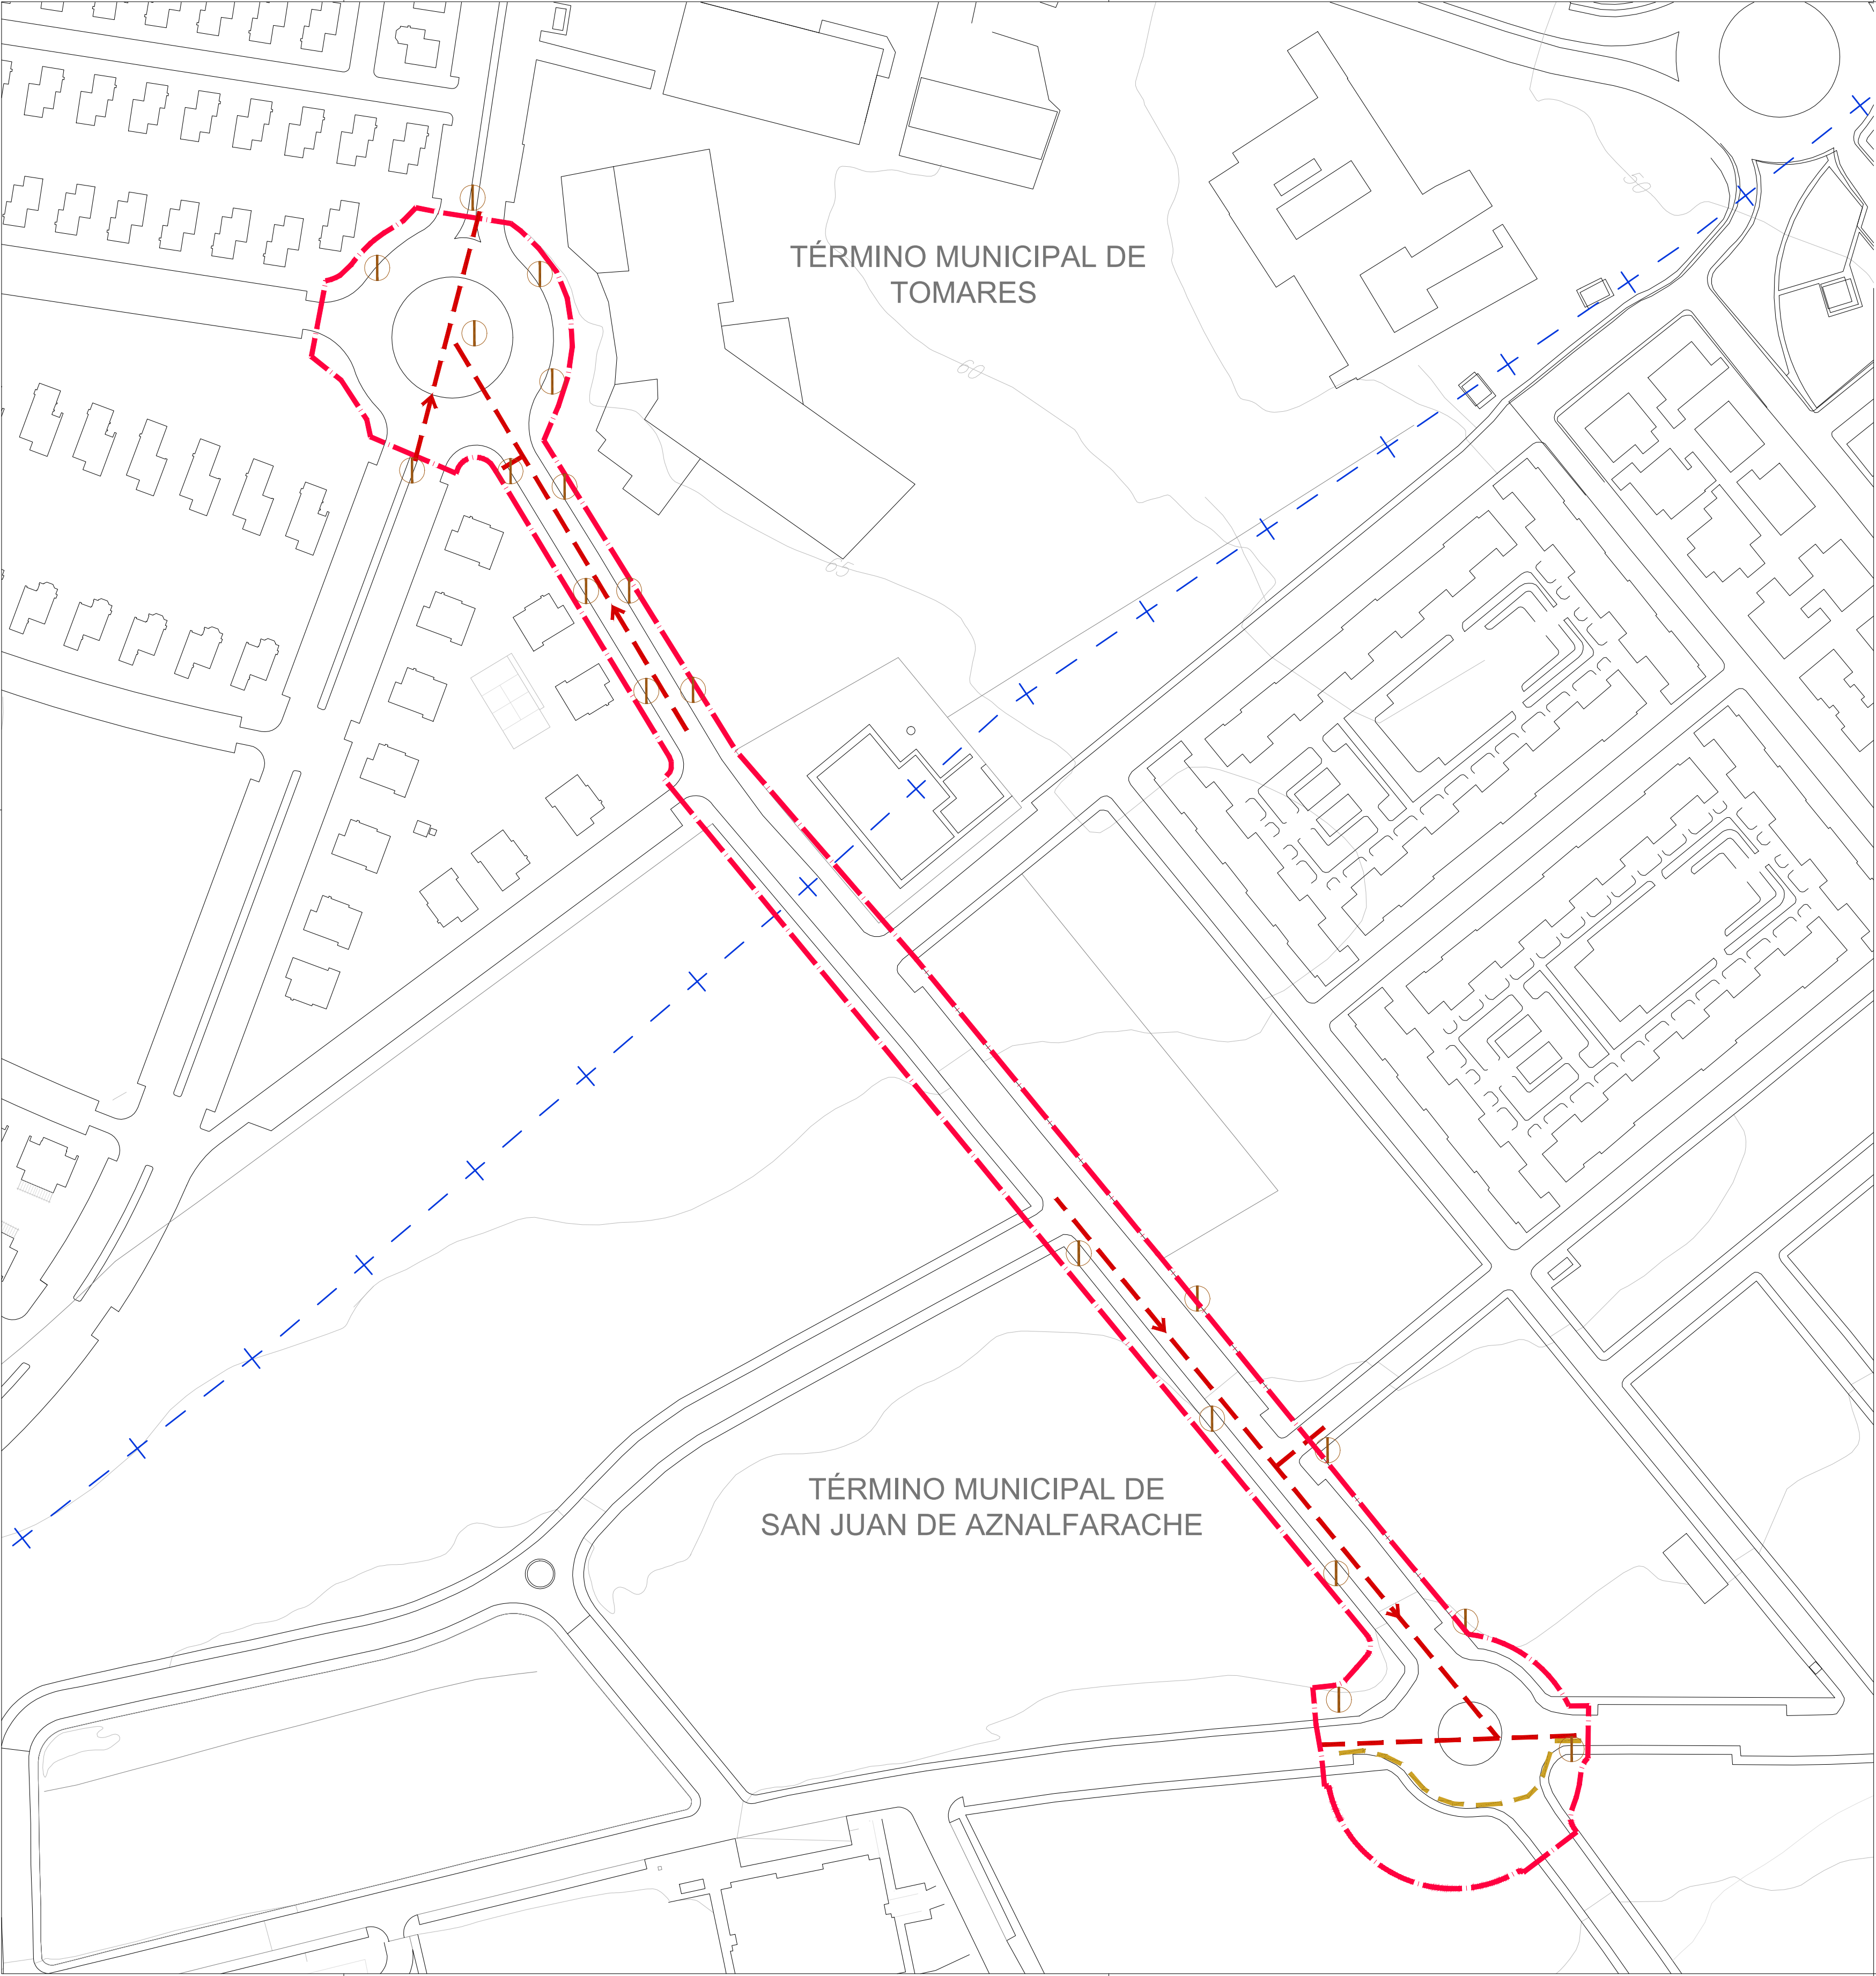 TÉRMINO MUNICIPAL DE
TOMARES
TÉRMINO MUNICIPAL DE
SAN JUAN DE AZNALFARACHE